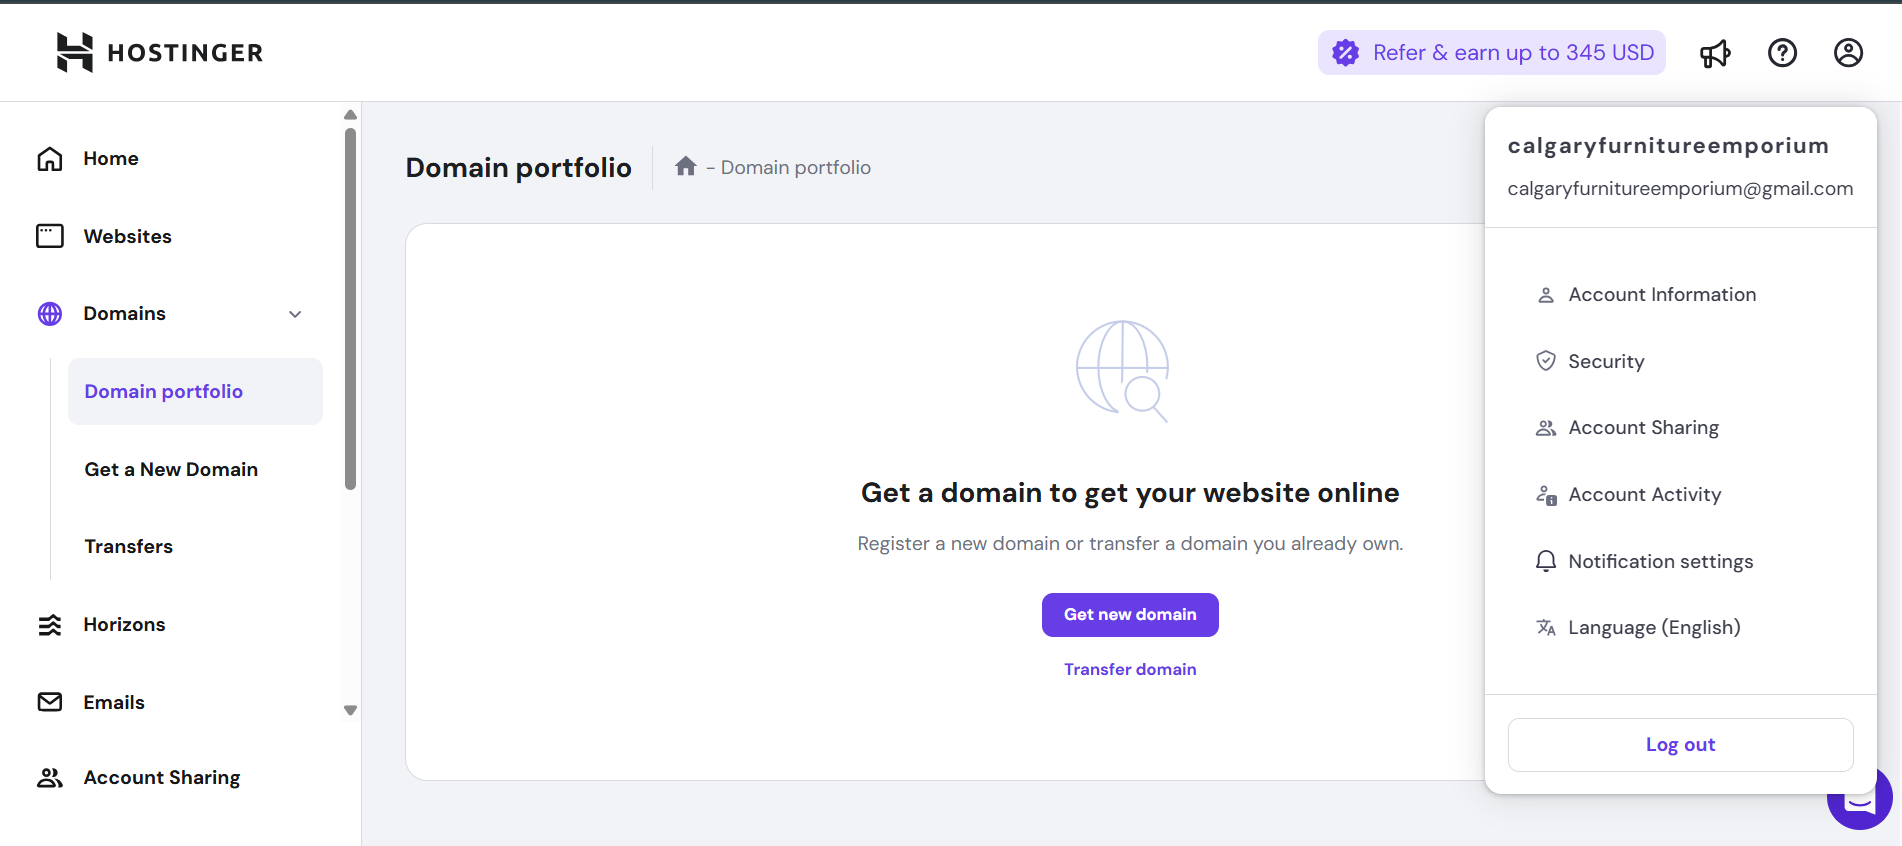 HOSTINGER
Refer & earn up to 345 USD
Home
Websites
Domains
Domain portfolio
Get a New Domain
Transfers
Horizons
Emails
Account Sharing
Domain portfolio
- Domain portfolio
Get a domain to get your website online
Register a new domain or transfer a domain you already own.
Get new domain
Transfer domain
calgaryfurnitureemporium
calgaryfurnitureemporium@gmail.com
Account Information
Security
Account Sharing
Account Activity
Notification settings
Language (English)
Log out